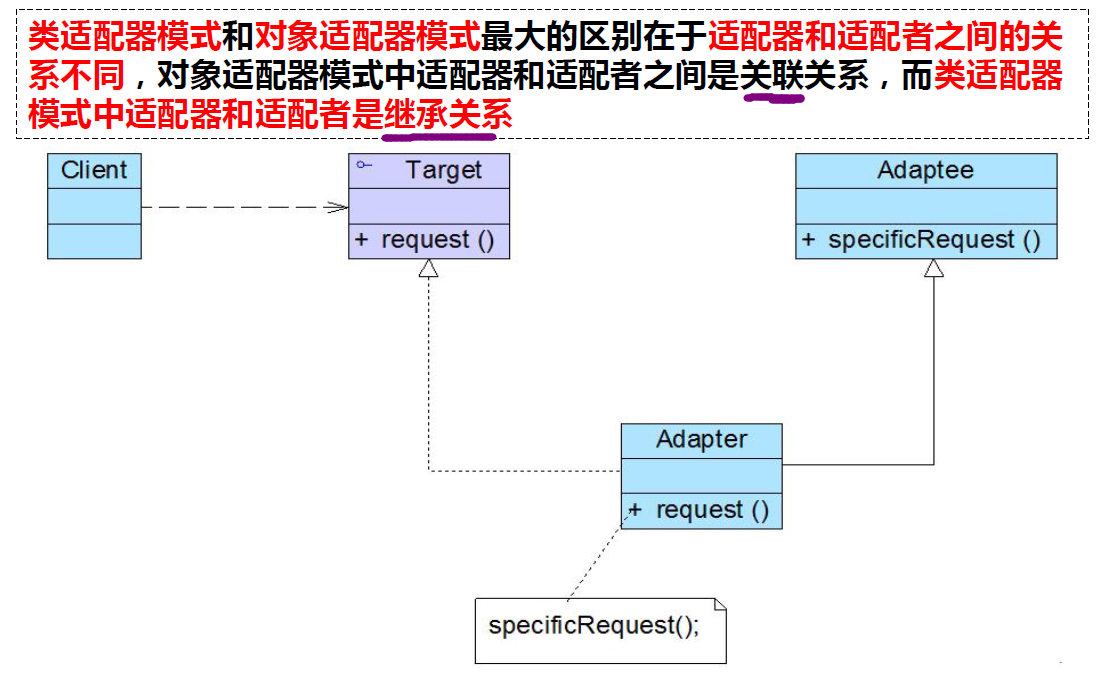 类适配器模式和对象适配器模式最大的区别在于适配器和适配者之间的关
系不同，对象适配器模式中适配器和适配者之间是关联关系，而类适配器
模式中适配器和适配者是继承关系
Client
Target
Adaptee
+ request ()
+ specificRequest ()
Adapter
+ request ()
specificRequest();